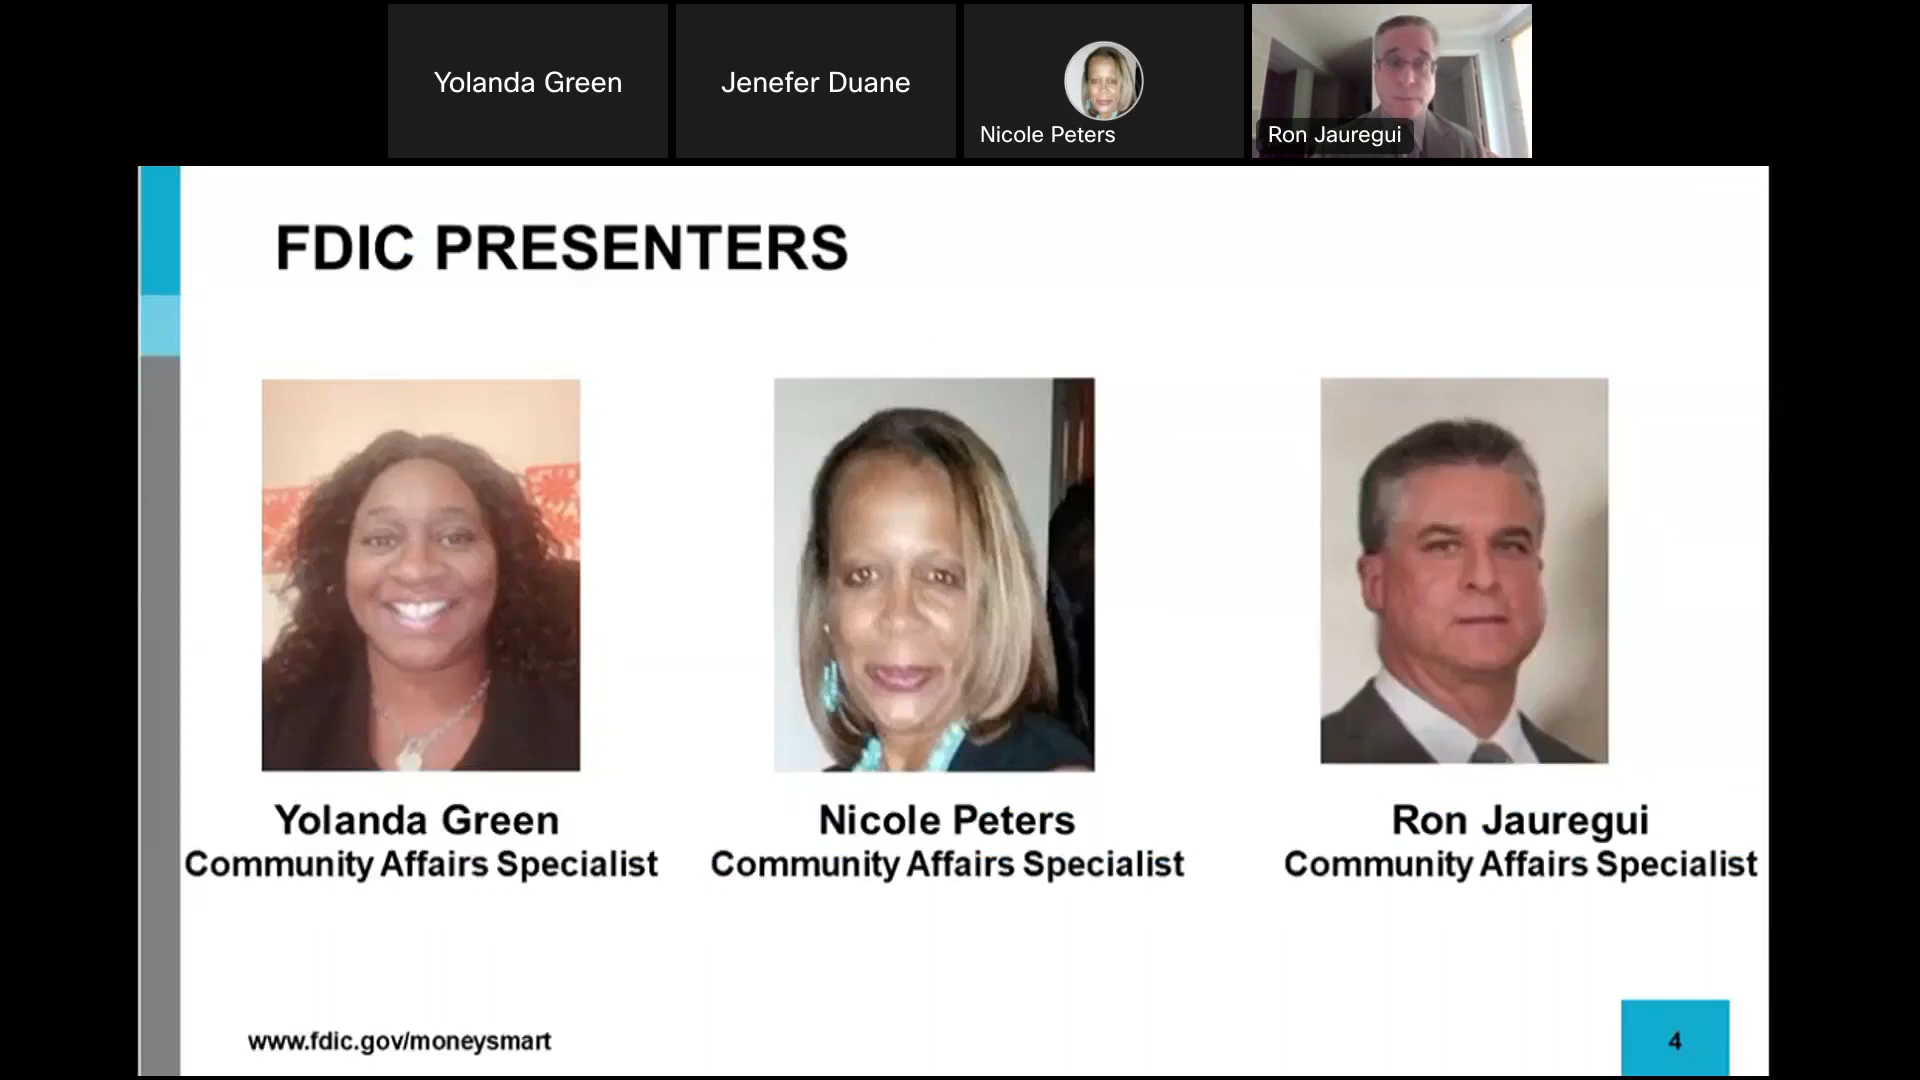 Yolanda Green
Jenefer Duane
Nicole Peters
Ron Jauregui
FDIC PRESENTERS
Yolanda Green
Community Affairs Specialist
Nicole Peters
Community Affairs Specialist
Ron Jauregui
Community Affairs Specialist
www.fdic.gov/moneysmart
4